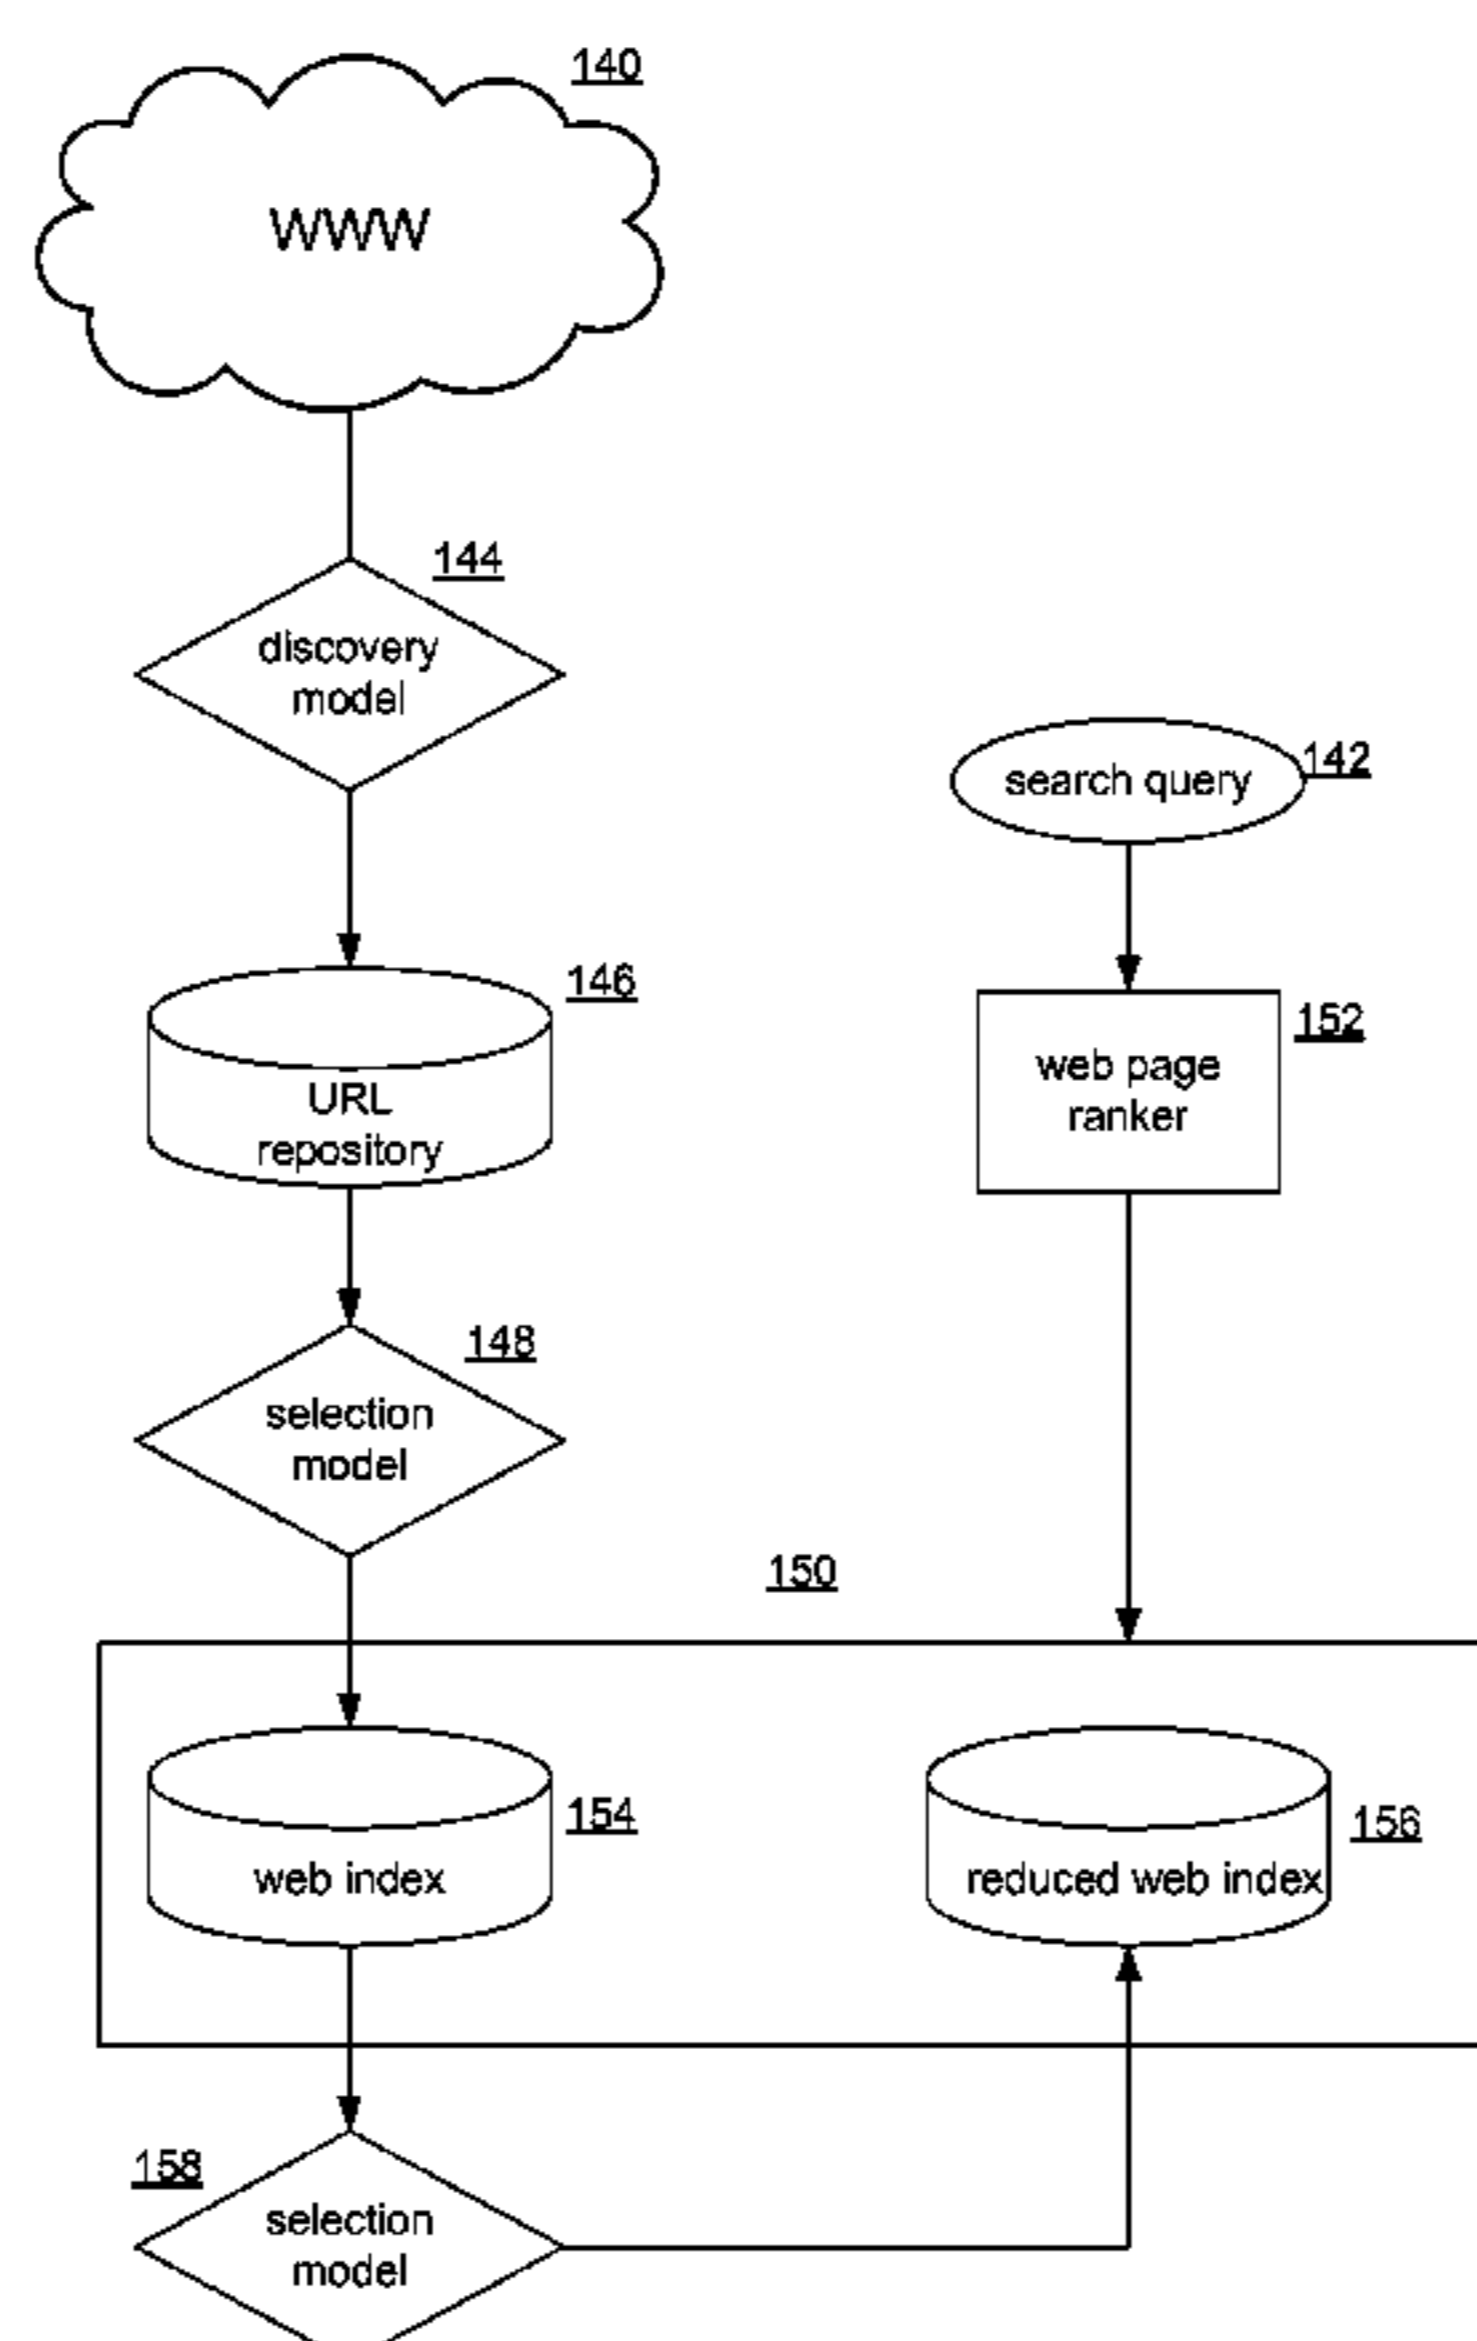 140
WWW
144
discovery
model
142
search query
146
URL
repository
152
web page
ranker
148
selection
model
150
154
web index
156
reduced web index
158
selection
model